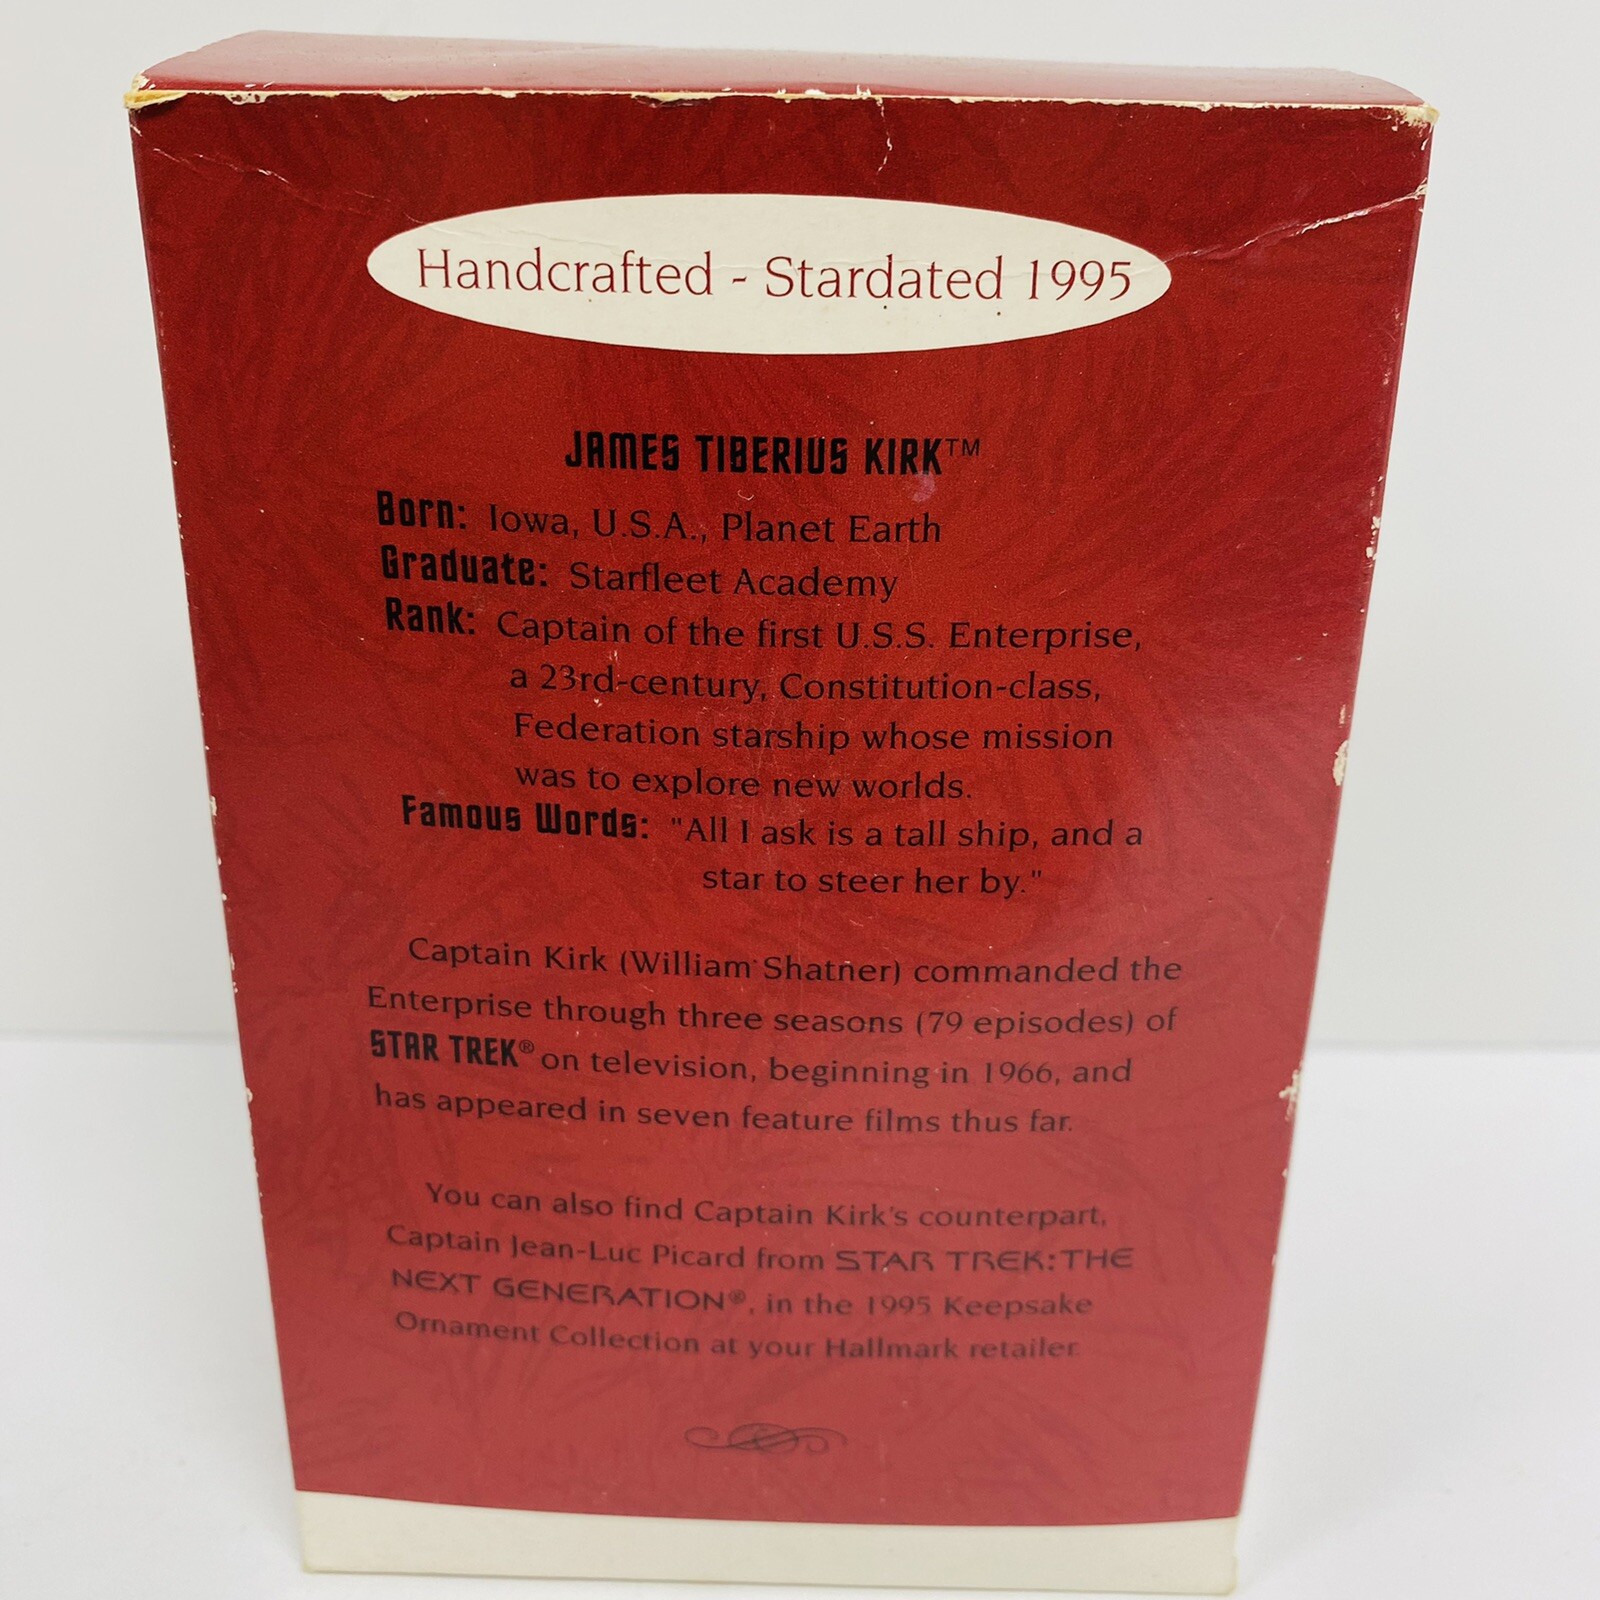 Handcrafted - Stardated 1995
JAMES TIBERIUS KIRK™
Born: Iowa, U.S.A., Planet Earth
Graduate: Starfleet Academy
Rank: Captain of the first U.S.S. Enterprise,
a 23rd-century, Constitution-class,
Federation starship whose mission
was to explore new worlds.
Famous Words: "All I ask is a tall ship, and a
star to steer her by."
Captain Kirk (William Shatner) commanded the
Enterprise through three seasons (79 episodes) of
STAR TREK® on television, beginning in 1966, and
has appeared in seven feature films thus far.
You can also find Captain Kirk's counterpart,
Captain Jean-Luc Picard from STAR TREK: THE
NEXT GENERATION®, in the 1995 Keepsake
Ornament Collection at your Hallmark retailer.